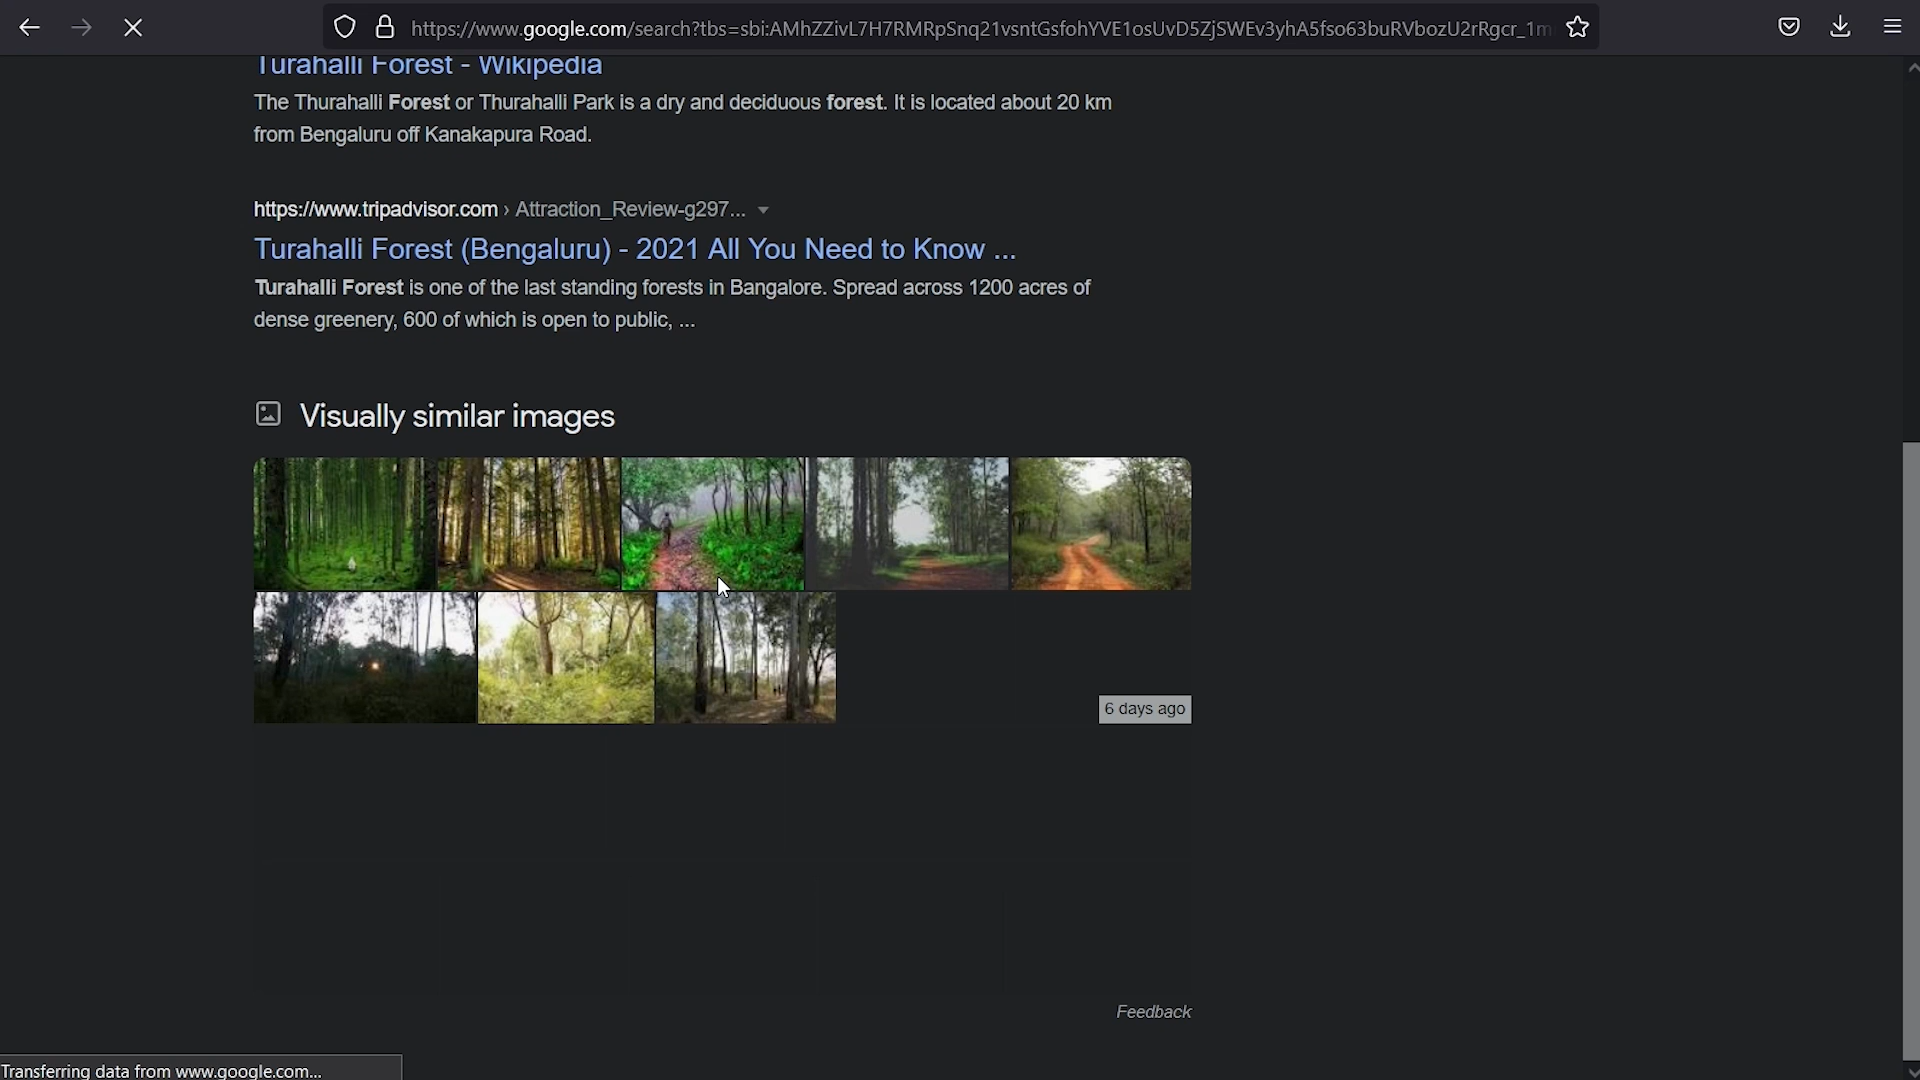 https://www.google.com/search?tbs=sbi:AMhZZivL7H7RMRpSnq21vsntGsfohYVE1osUvD5ZjSWEv3yhA5fso63buRVbozU2rRgcr_1m
Turahalli Forest - Wikipedia
The Thurahalli Forest or Thurahalli Park is a dry and deciduous forest. It is located about 20 km
from Bengaluru off Kanakapura Road.
https://www.tripadvisor.com › Attraction_Review-g297...
Turahalli Forest (Bengaluru) - 2021 All You Need to Know ...
Turahalli Forest is one of the last standing forests in Bangalore. Spread across 1200 acres of
dense greenery, 600 of which is open to public, ...
Visually similar images
6 days ago
Feedback
Transferring data from www.google.com...